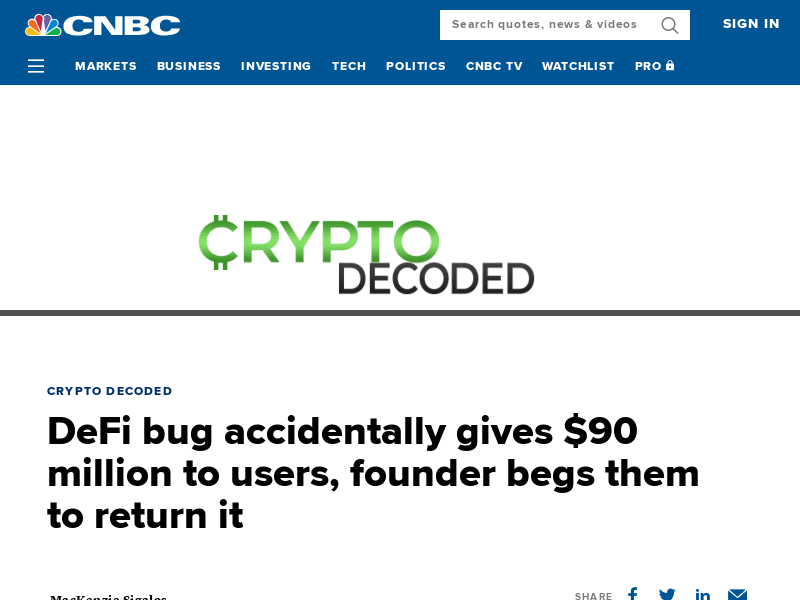 CNBC
Search quotes, news & videos
SIGN IN
MARKETS BUSINESS INVESTING TECH POLITICS CNBC TV WATCHLIST PRO
CRYPTO
DECODED
CRYPTO DECODED
DeFi bug accidentally gives $90
million to users, founder begs them
to return it
MacKenzie Sigalos
SHARE